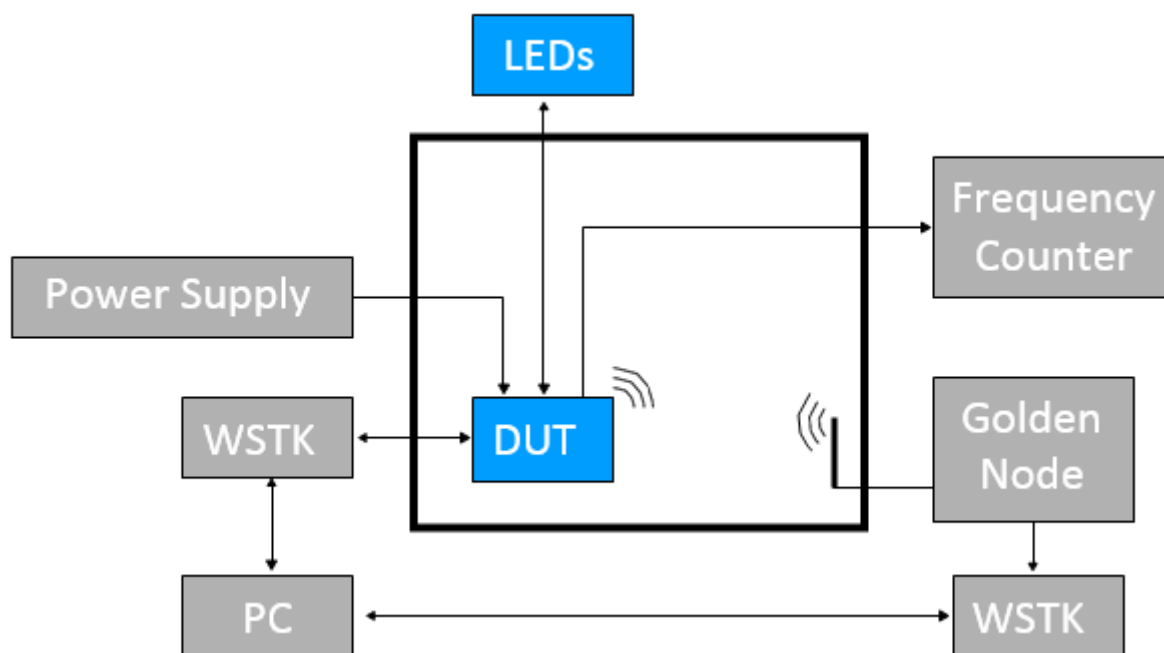 LEDs
Frequency
Counter
Power Supply
WSTK
DUT
Golden
Node
PC
WSTK